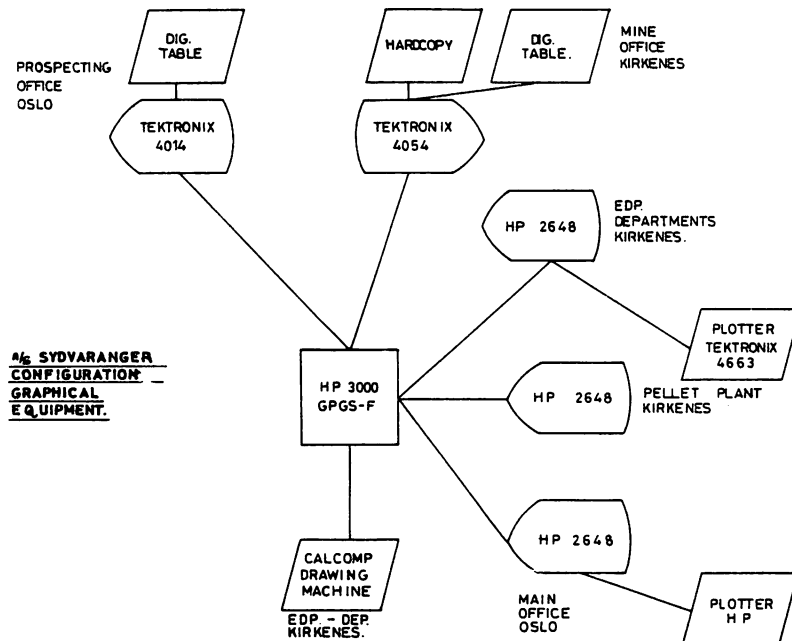 DIG.
TABLE
HARDCOPY
DIG.
TABLE.
MINE
OFFICE
KIRKENES
PROSPECTING
OFFICE
OSLO
TEKTRONIX
4014
TEKTRONIX
4054
HP 2648
EDP.
DEPARTMENTS
KIRKENES.
PLOTTER
TEKTRONIX
4663
a/s SYDVARANGER
CONFIGURATION
GRAPHICAL
EQUIPMENT.
HP 3000
GPGS-F
HP 2648
PELLET PLANT
KIRKENES
HP 2648
CALCOMP
DRAWING
MACHINE
EDP. - DEP.
KIRKENES.
MAIN
OFFICE
OSLO
PLOTTER
HP